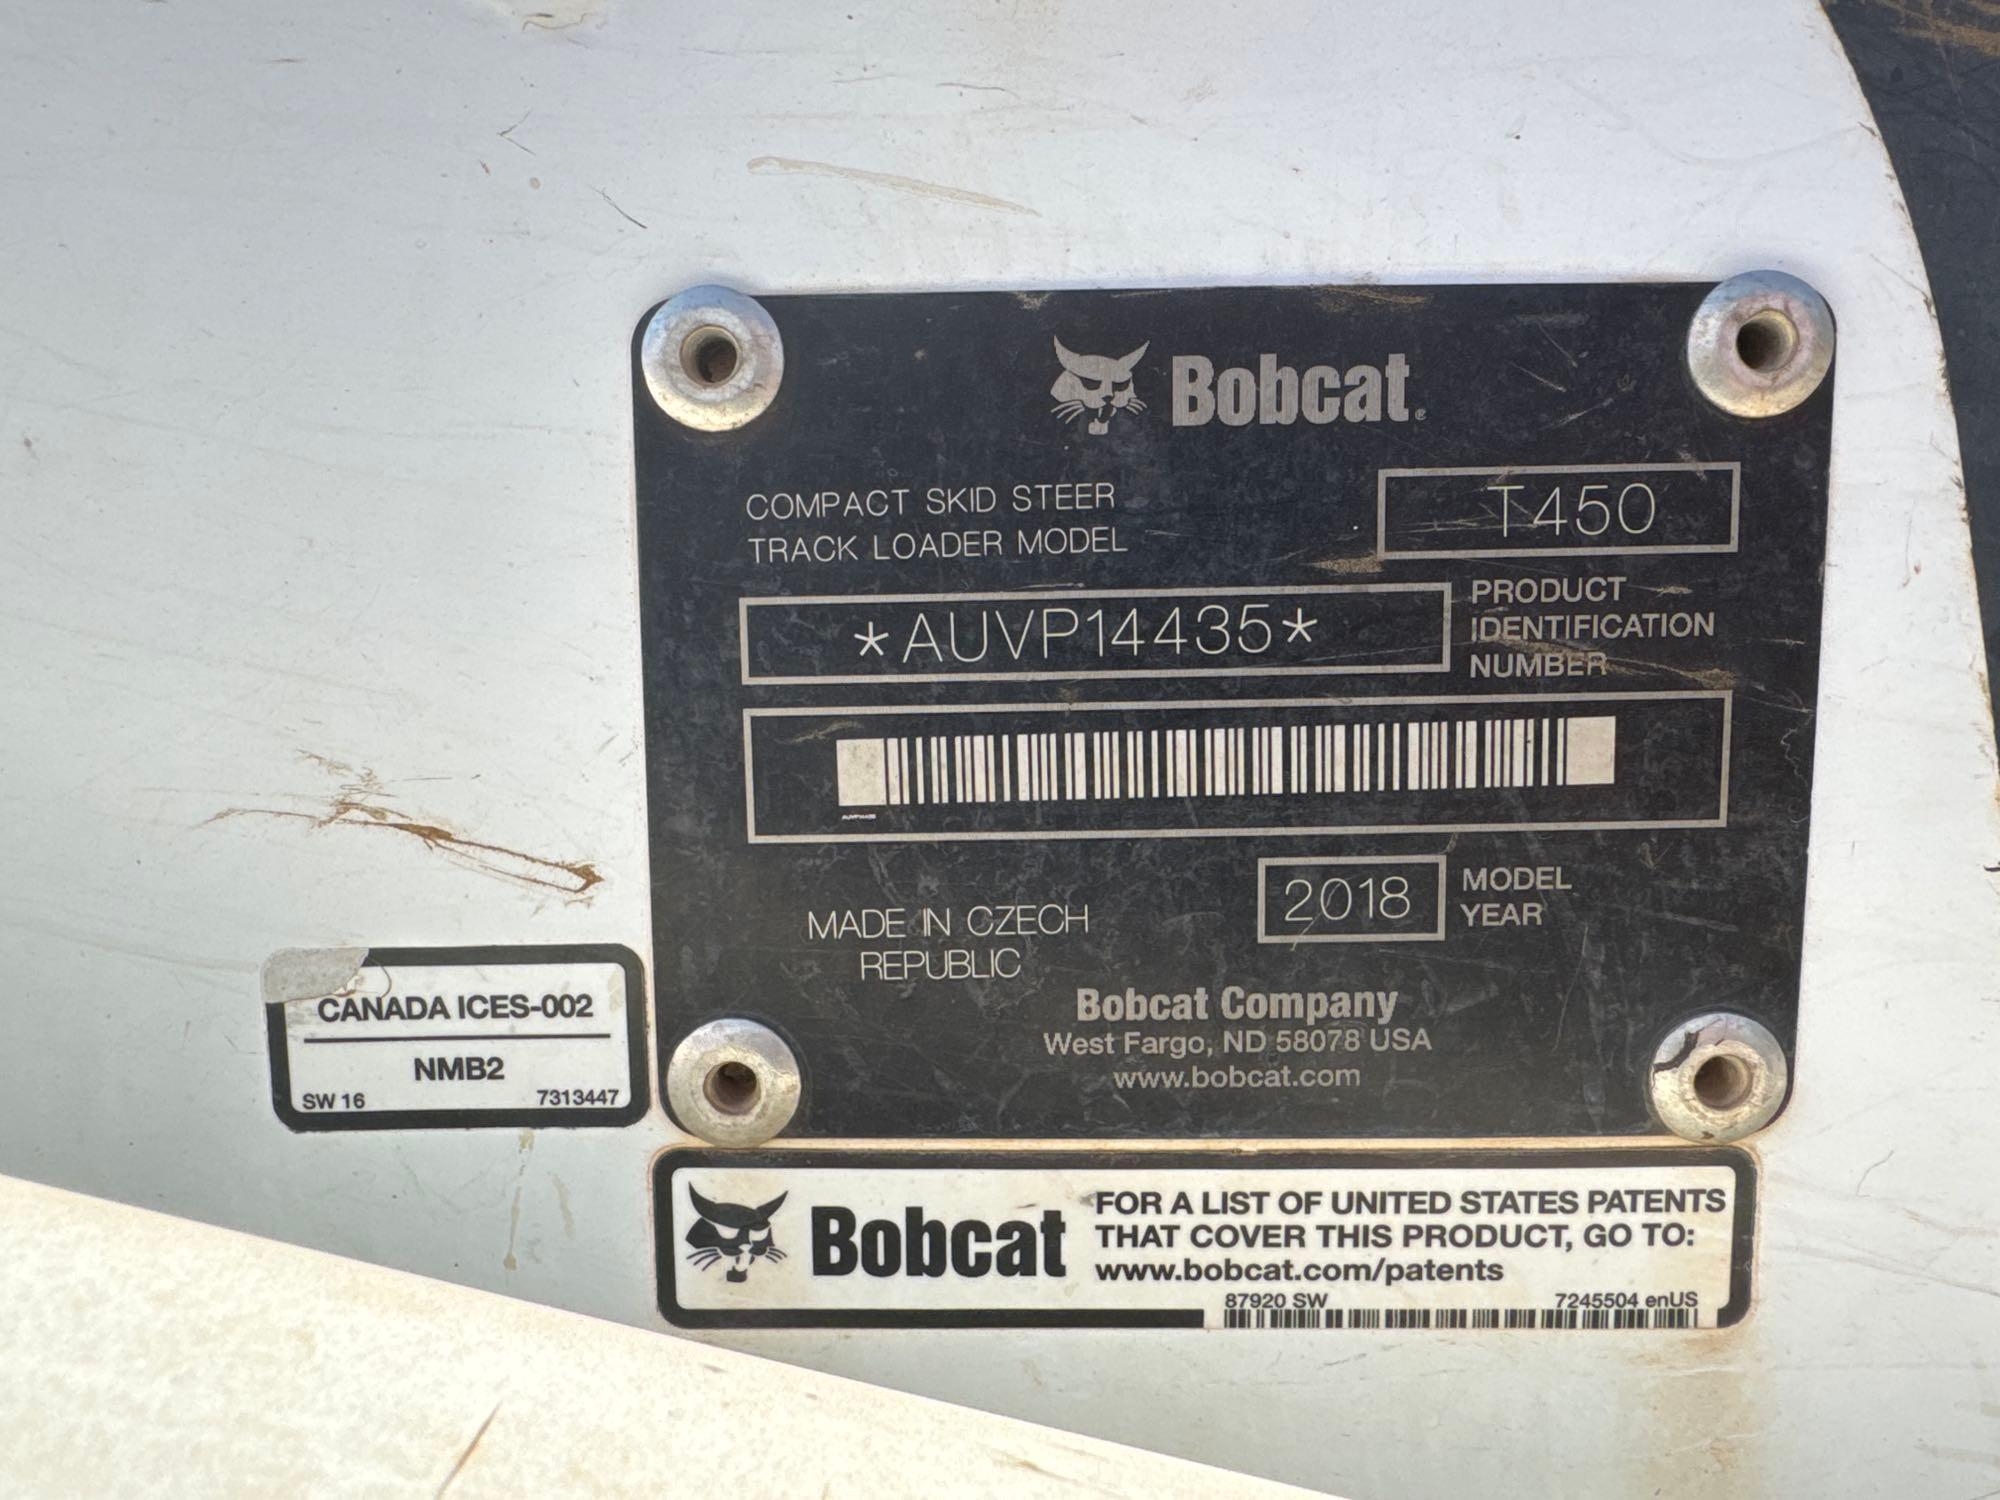 Bobcat®
COMPACT SKID STEER
TRACK LOADER MODEL
T450
*AUVP14435*
PRODUCT
IDENTIFICATION
NUMBER
AUVP14435
2018
MODEL
YEAR
MADE IN CZECH
REPUBLIC
Bobcat Company
West Fargo, ND 58078 USA
www.bobcat.com
CANADA ICES-002
NMB2
SW 16 7313447
Bobcat
FOR A LIST OF UNITED STATES PATENTS
THAT COVER THIS PRODUCT, GO TO:
www.bobcat.com/patents
87920 SW 7245504 enUS